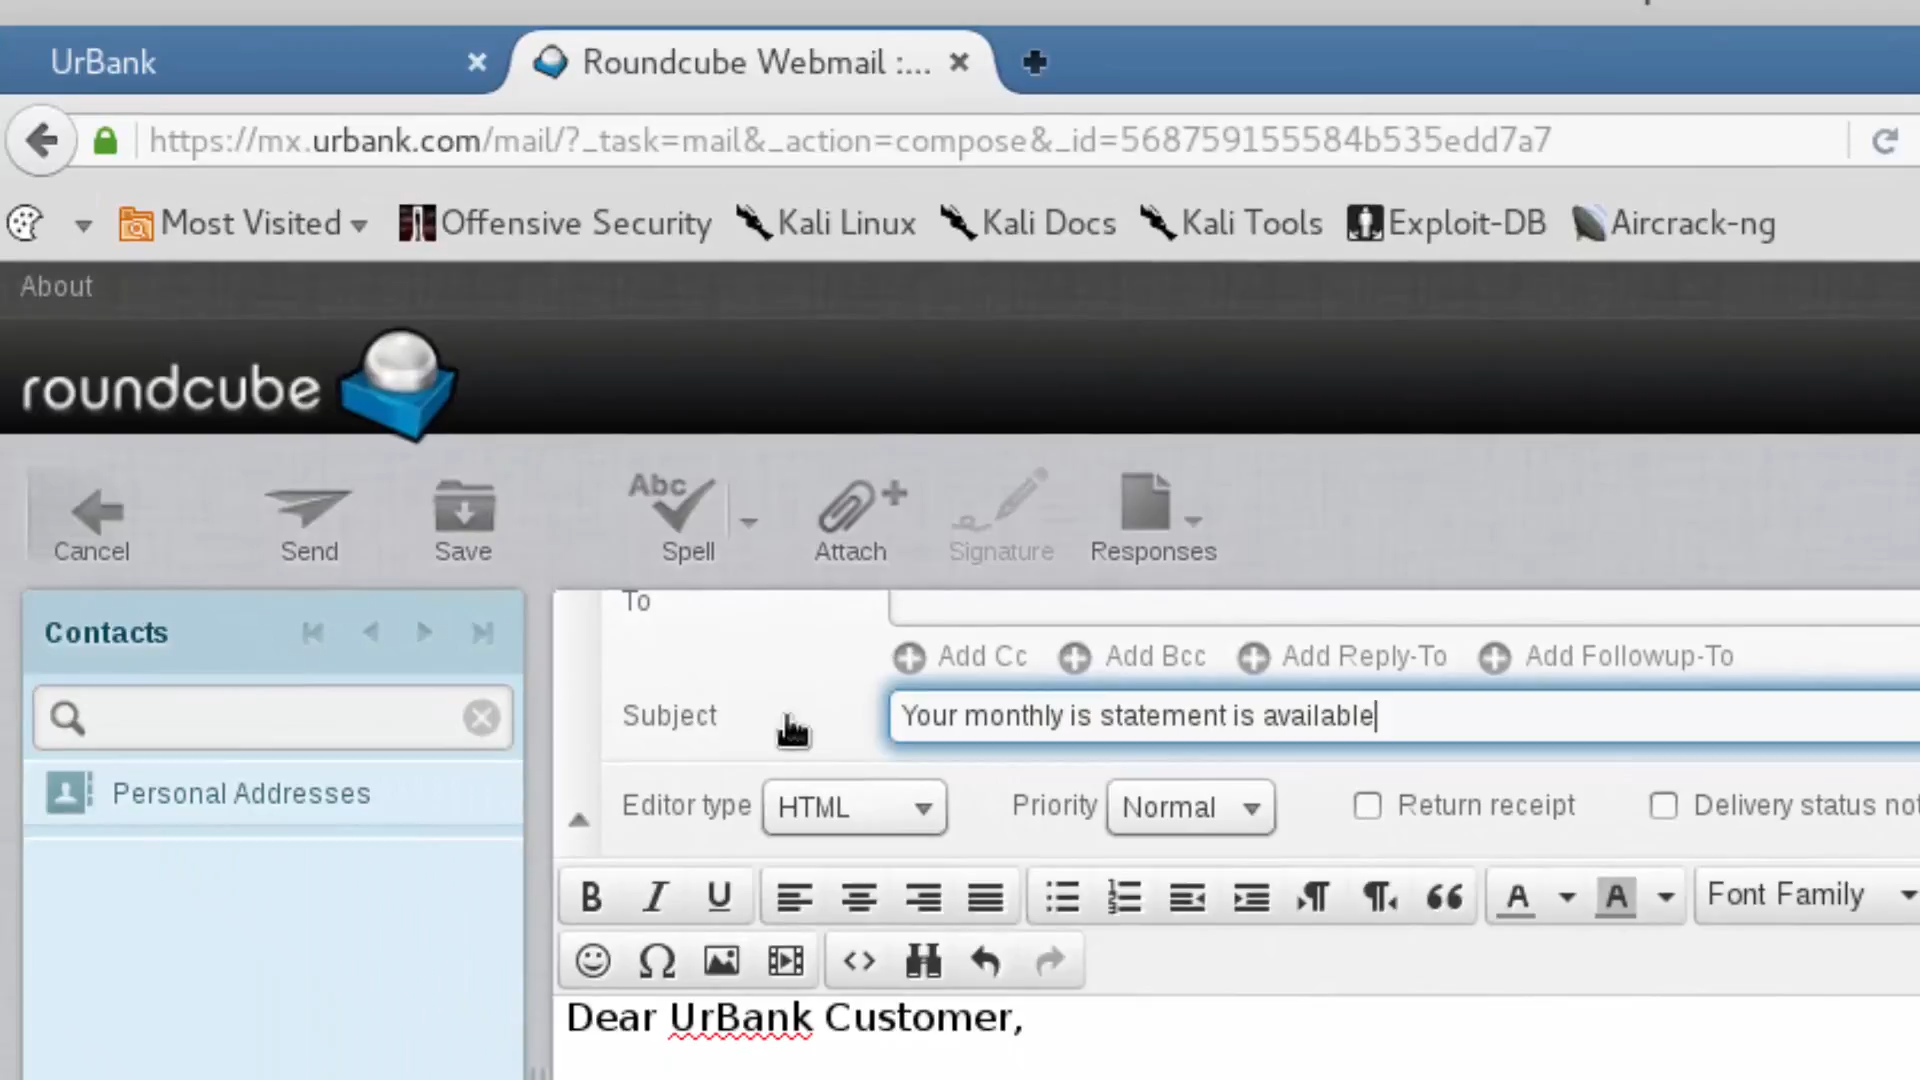 UrBank
Roundcube Webmail :...
https://mx.urbank.com/mail/?_task=mail&_action=compose&_id=568759155584b535edd7a7
Most Visited Offensive Security Kali Linux Kali Docs Kali Tools Exploit-DB Aircrack-ng
About
roundcube
Abc
Cancel Send Save Spell Attach Signature Responses
To
Contacts
Add Cc Add Bcc Add Reply-To Add Followup-To
Subject Your monthly is statement is available
Personal Addresses
Editor type HTML Priority Normal Return receipt Delivery status not
B I U A A Font Family
Dear UrBank Customer,